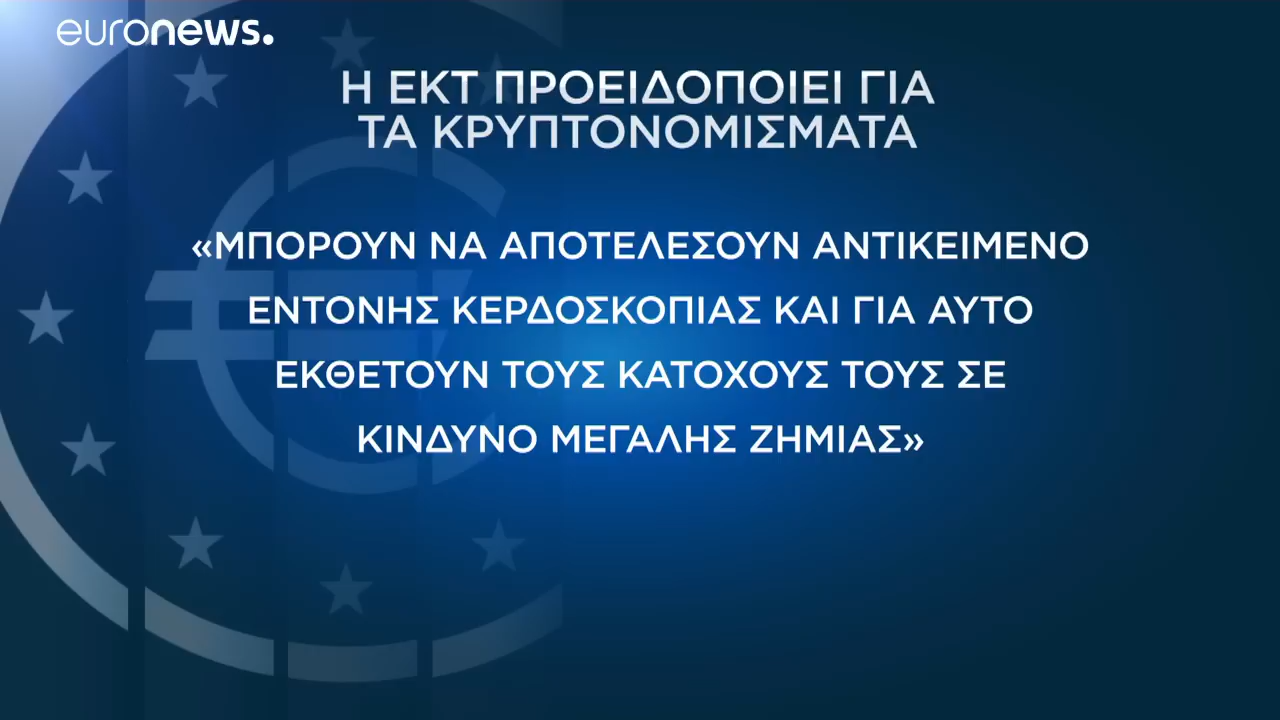 euronews.
Η ΕΚΤ ΠΡΟΕΙΔΟΠΟΙΕΙ ΓΙΑ
ΤΑ ΚΡΥΠΤΟΝΟΜΙΣΜΑΤΑ
«ΜΠΟΡΟΥΝ ΝΑ ΑΠΟΤΕΛΕΣΟΥΝ ΑΝΤΙΚΕΙΜΕΝΟ
ΕΝΤΟΝΗΣ ΚΕΡΔΟΣΚΟΠΙΑΣ ΚΑΙ ΓΙΑ ΑΥΤΟ
ΕΚΘΕΤΟΥΝ ΤΟΥΣ ΚΑΤΟΧΟΥΣ ΤΟΥΣ ΣΕ
ΚΙΝΔΥΝΟ ΜΕΓΑΛΗΣ ΖΗΜΙΑΣ»